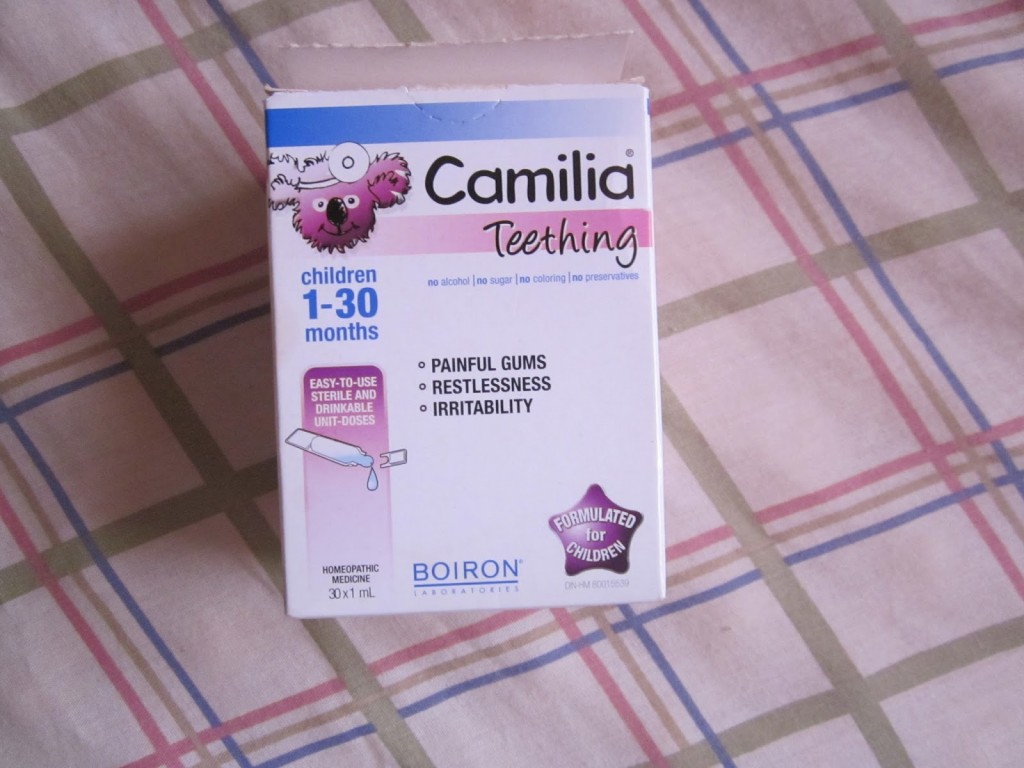 Camilia®
Teething
no alcohol | no sugar | no coloring | no preservatives
children
1-30
months
EASY-TO-USE
STERILE AND
DRINKABLE
UNIT-DOSES
° PAINFUL GUMS
° RESTLESSNESS
° IRRITABILITY
FORMULATED
for
CHILDREN
HOMEOPATHIC
MEDICINE
30 x 1 mL
BOIRON®
LABORATORIES